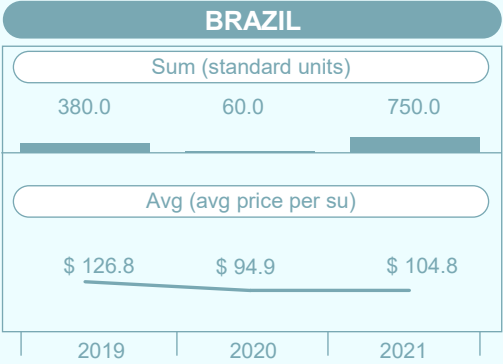 BRAZIL
Sum (standard units)
380.0 60.0 750.0
Avg (avg price per su)
$ 126.8 $ 94.9 $ 104.8
2019 2020 2021